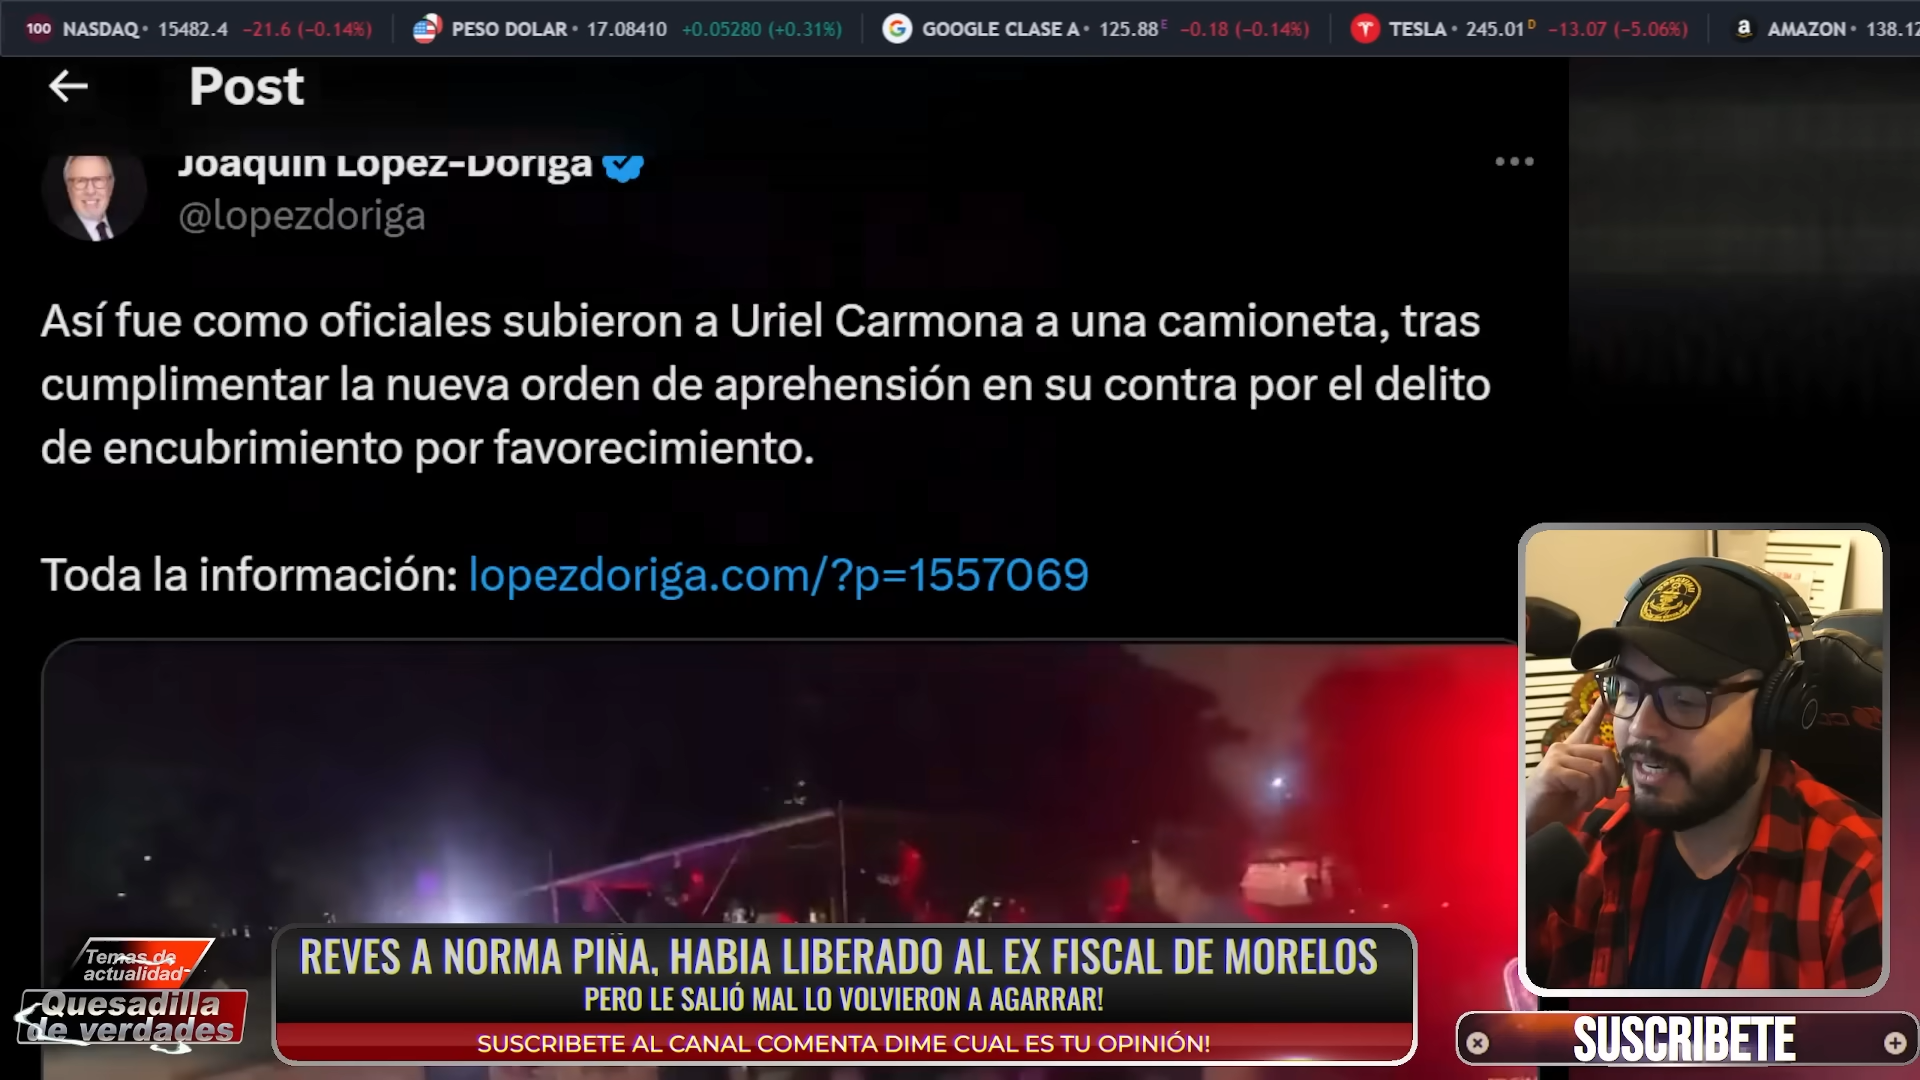 100 NASDAQ • 15482.4 −21.6 (−0.14%) PESO DOLAR • 17.08410 +0.05280 (+0.31%) GOOGLE CLASE A • 125.88 E −0.18 (−0.14%) TESLA • 245.01 D −13.07 (−5.06%) AMAZON • 138.12
Post
Joaquín López-Dóriga
@lopezdoriga
Así fue como oficiales subieron a Uriel Carmona a una camioneta, tras
cumplimentar la nueva orden de aprehensión en su contra por el delito
de encubrimiento por favorecimiento.
Toda la información: lopezdoriga.com/?p=1557069
Temas de
actualidad
Quesadilla
de verdades
REVES A NORMA PIÑA, HABIA LIBERADO AL EX FISCAL DE MORELOS
PERO LE SALIÓ MAL LO VOLVIERON A AGARRAR!
SUSCRIBETE AL CANAL COMENTA DIME CUAL ES TU OPINIÓN!
SUSCRIBETE